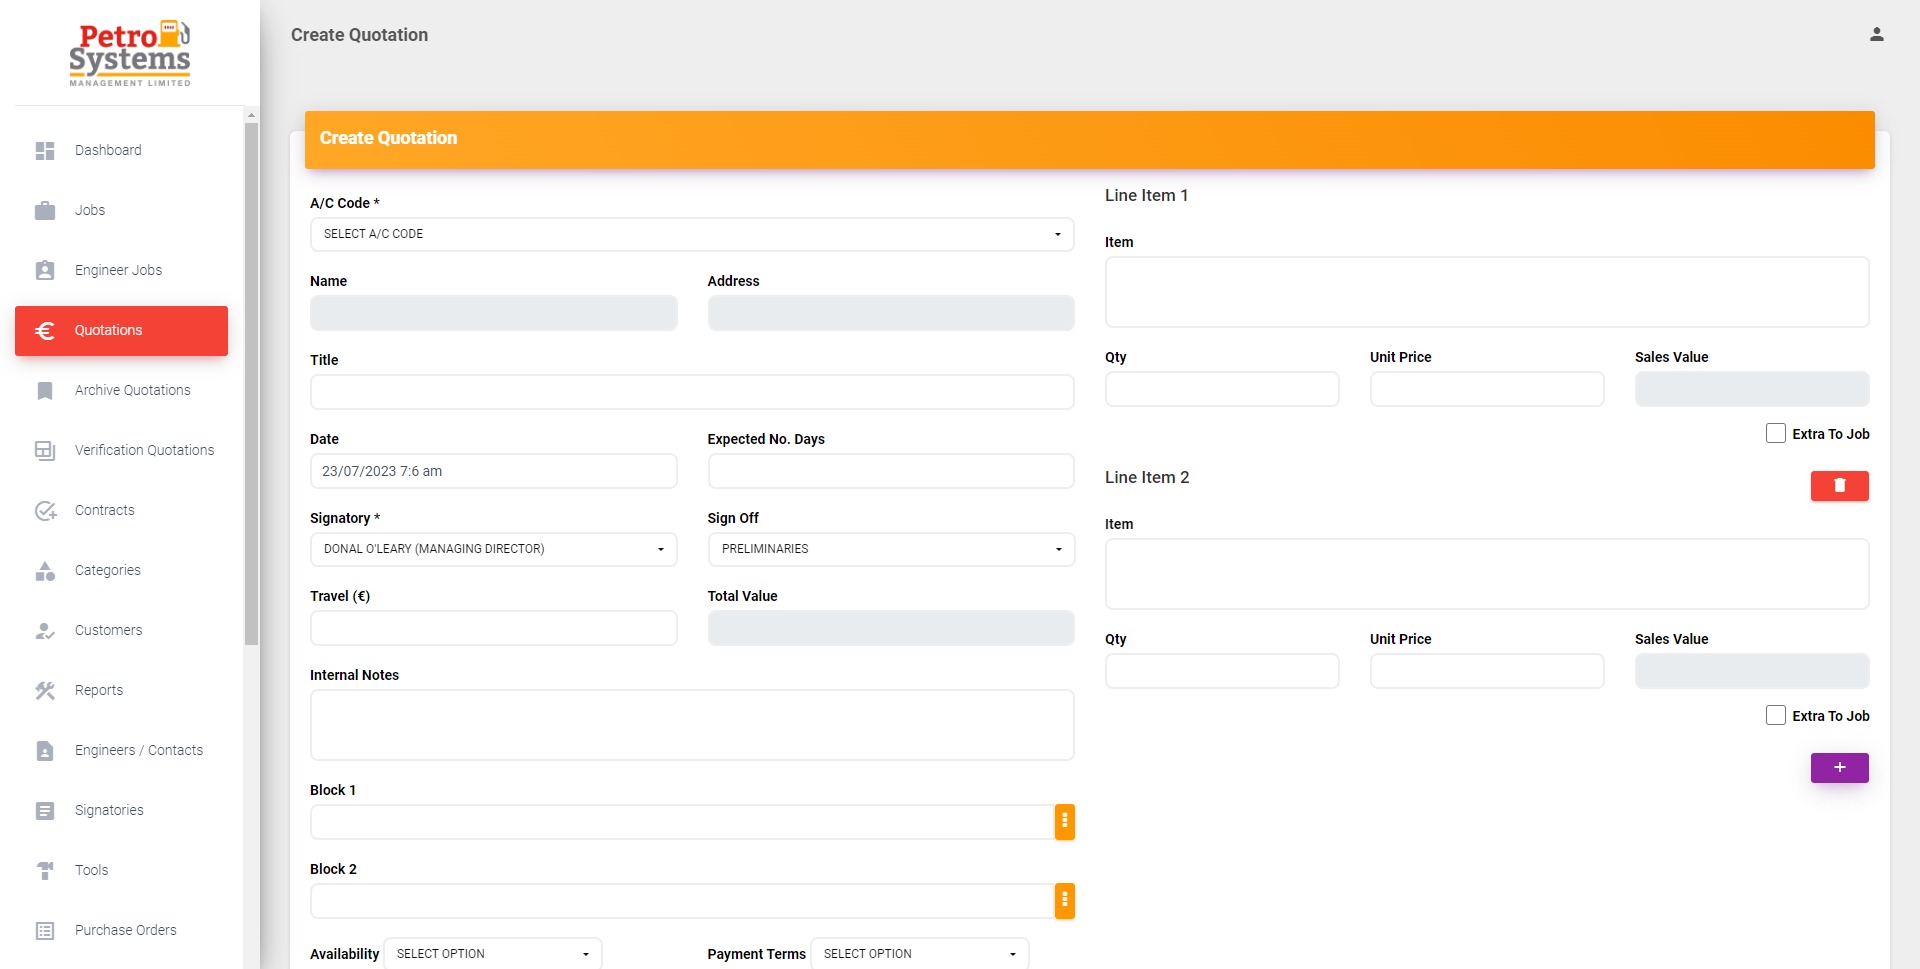 Petro
Systems
MANAGEMENT LIMITED
Dashboard
Jobs
Engineer Jobs
Quotations
Archive Quotations
Verification Quotations
Contracts
Categories
Customers
Reports
Engineers / Contacts
Signatories
Tools
Purchase Orders
Create Quotation
Create Quotation
A/C Code *
SELECT A/C CODE
Name Address
Title
Date Expected No. Days
23/07/2023 7:6 am
Signatory * Sign Off
DONAL O'LEARY (MANAGING DIRECTOR) PRELIMINARIES
Travel (€) Total Value
Internal Notes
Block 1
Block 2
Availability SELECT OPTION Payment Terms SELECT OPTION
Line Item 1
Item
Qty Unit Price Sales Value
Extra To Job
Line Item 2
Item
Qty Unit Price Sales Value
Extra To Job
+